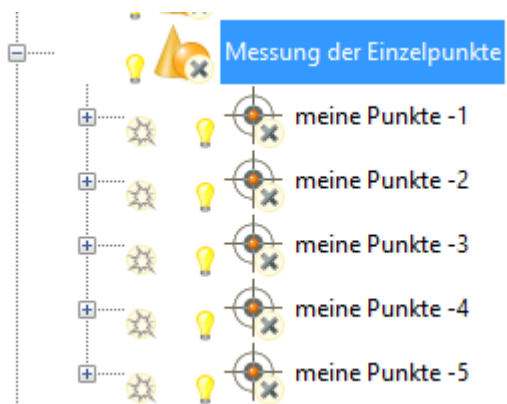 Messung der Einzelpunkte
meine Punkte -1
meine Punkte -2
meine Punkte -3
meine Punkte -4
meine Punkte -5